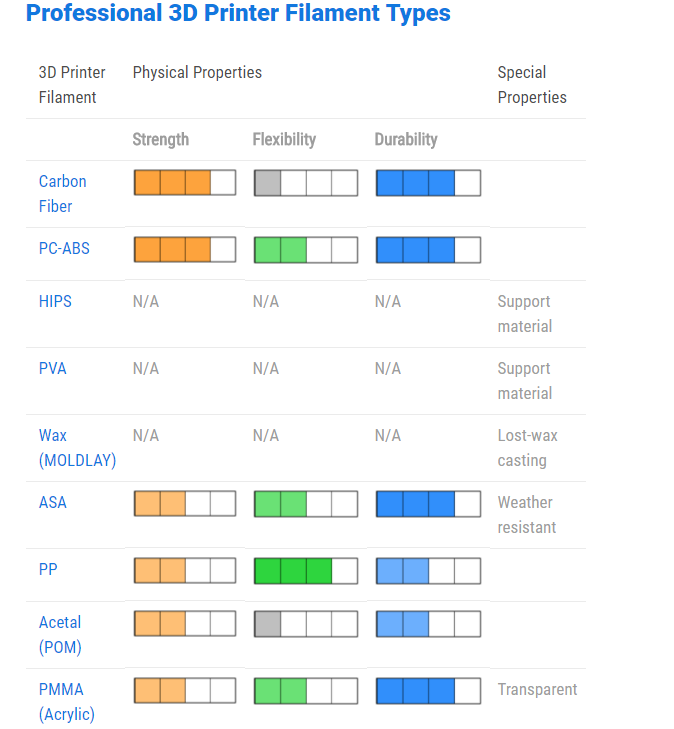 Professional 3D Printer Filament Types
3D Printer Physical Properties Special
Filament Properties
Strength Flexibility Durability
Carbon
Fiber
PC-ABS
HIPS N/A N/A N/A Support
material
PVA N/A N/A N/A Support
material
Wax N/A N/A N/A Lost-wax
(MOLDLAY) casting
ASA Weather
resistant
PP
Acetal
(POM)
PMMA Transparent
(Acrylic)